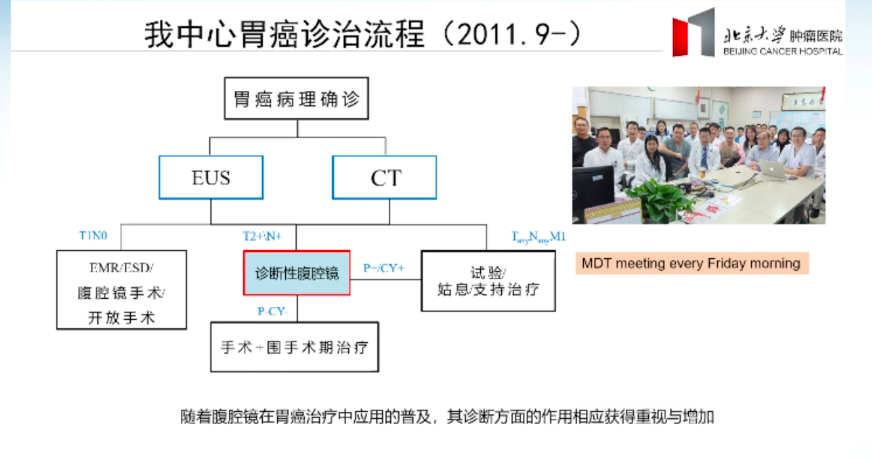 我中心胃癌诊治流程（2011.9-）
北京大学肿瘤医院
BEIJING CANCER HOSPITAL
胃癌病理确诊
EUS
CT
T1N0
T2+\N+
TanyNanyM1
EMR/ESD/
腹腔镜手术/
开放手术
诊断性腹腔镜
P+/CY+
试验/
姑息/支持治疗
P-CY-
手术+围手术期治疗
MDT meeting every Friday morning
随着腹腔镜在胃癌治疗中应用的普及，其诊断方面的作用相应获得重视与增加